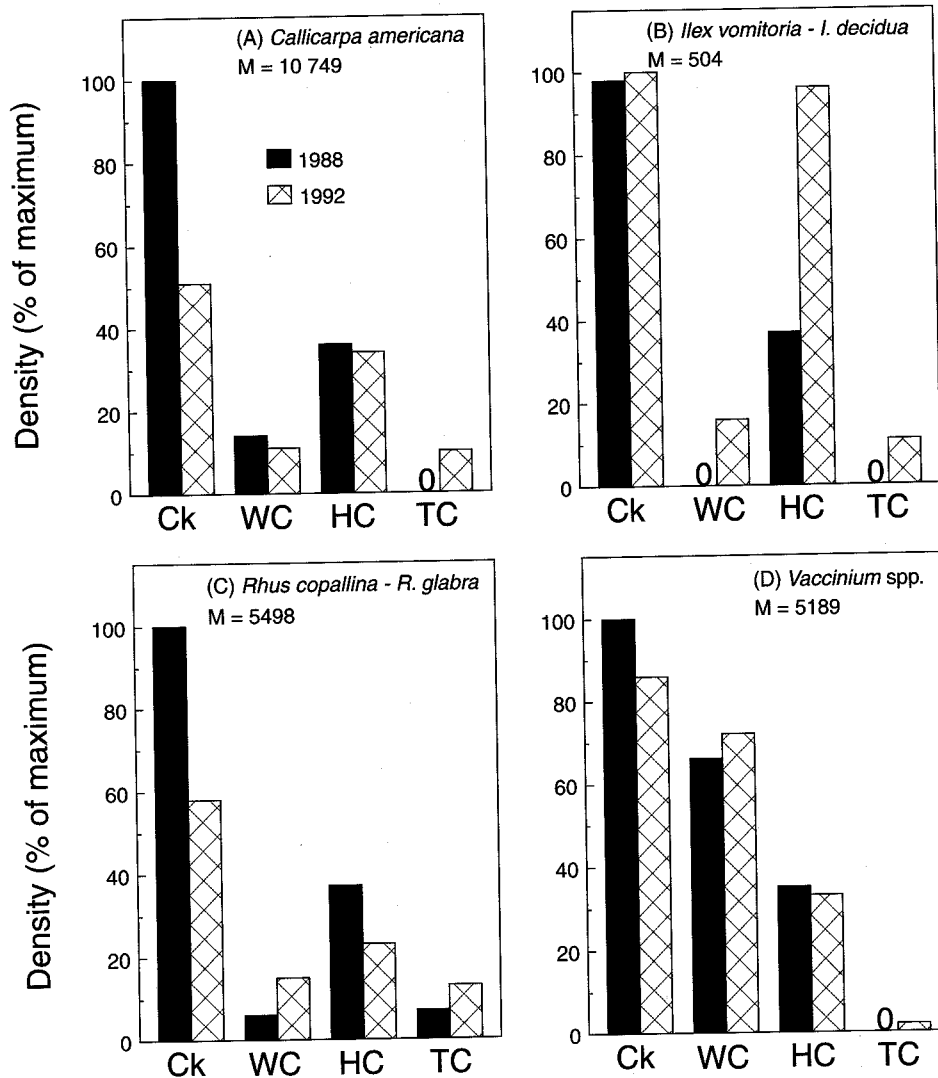 (A) Callicarpa americana
M = 10 749
Density (% of maximum)
100
80
60
40
20
0
1988
1992
0
Ck WC HC TC
(B) Ilex vomitoria - I. decidua
M = 504
100
80
60
40
20
0
0
0
Ck WC HC TC
(C) Rhus copallina - R. glabra
M = 5498
Density (% of maximum)
100
80
60
40
20
0
Ck WC HC TC
(D) Vaccinium spp.
M = 5189
100
80
60
40
20
0
0
Ck WC HC TC